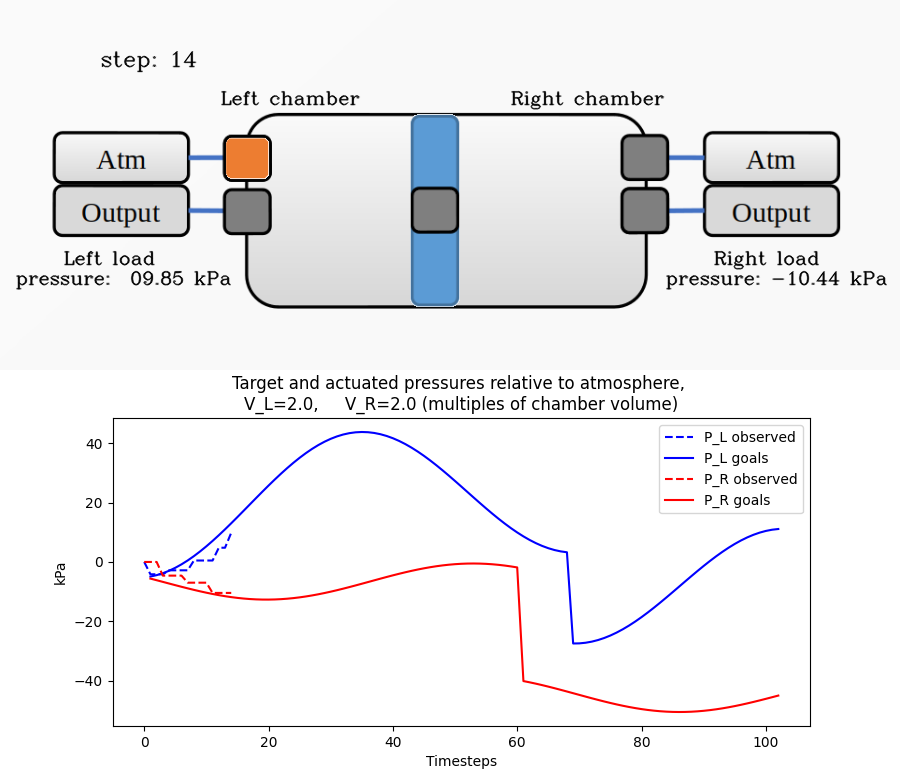 step: 14
Left chamber
Right chamber
Atm
Atm
Output
Output
Left load
pressure: 09.85 kPa
Right load
pressure: −10.44 kPa
Target and actuated pressures relative to atmosphere,
V_L=2.0, V_R=2.0 (multiples of chamber volume)
P_L observed
P_L goals
P_R observed
P_R goals
kPa
40
20
0
−20
−40
0
20
40
60
80
100
Timesteps